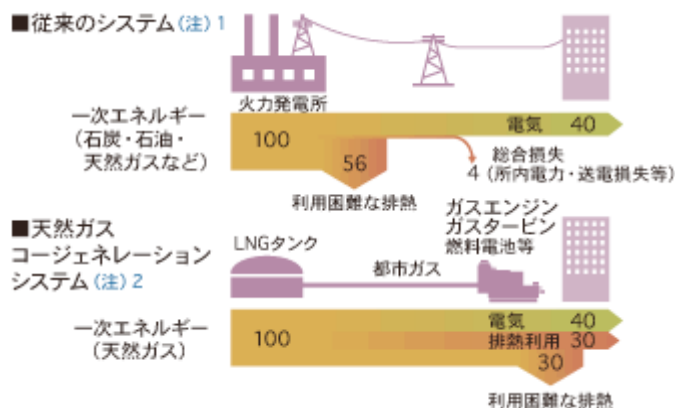 ■従来のシステム(注)1
火力発電所
一次エネルギー
(石炭・石油・
天然ガスなど)
100
電気 40
56
利用困難な排熱
総合損失
4 (所内電力・送電損失等)
■天然ガス
コージェネレーション
システム(注)2
LNGタンク
都市ガス
ガスエンジン
ガスタービン
燃料電池等
一次エネルギー
(天然ガス)
100
電気 40
排熱利用 30
30
利用困難な排熱